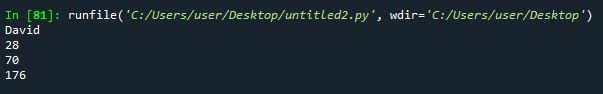 In [81]: runfile('C:/Users/user/Desktop/untitled2.py', wdir='C:/Users/user/Desktop')
David
28
70
176